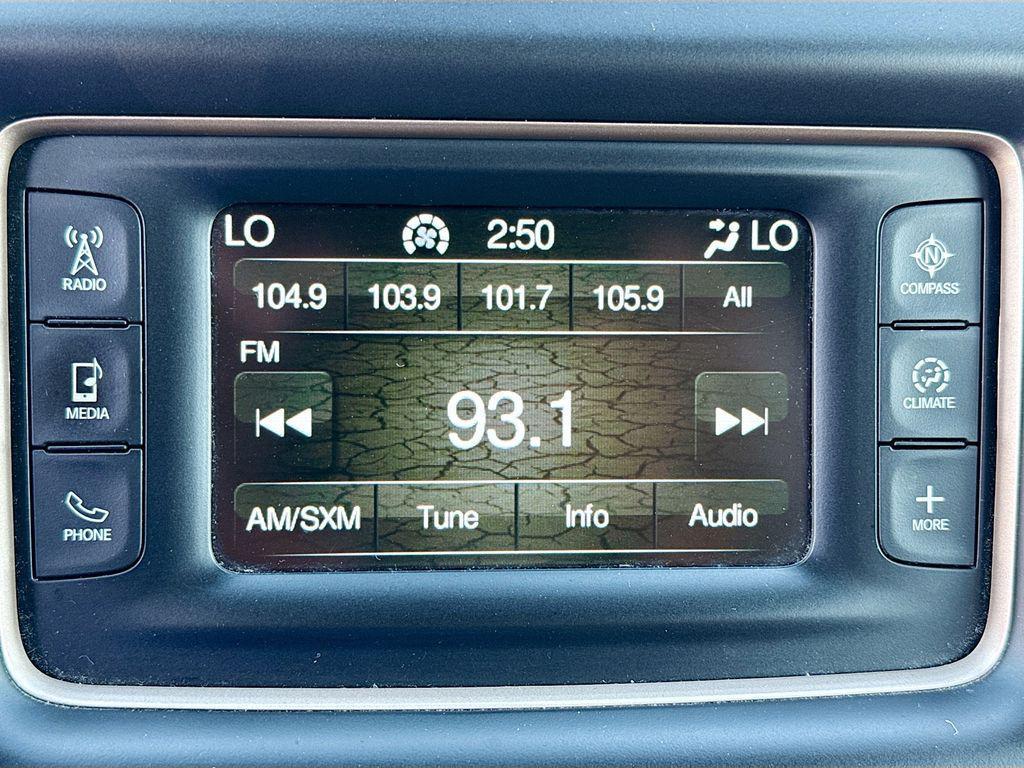 LO 2:50 LO
104.9 103.9 101.7 105.9 All
FM
93.1
AM/SXM Tune Info Audio
RADIO
MEDIA
PHONE
N
COMPASS
CLIMATE
MORE